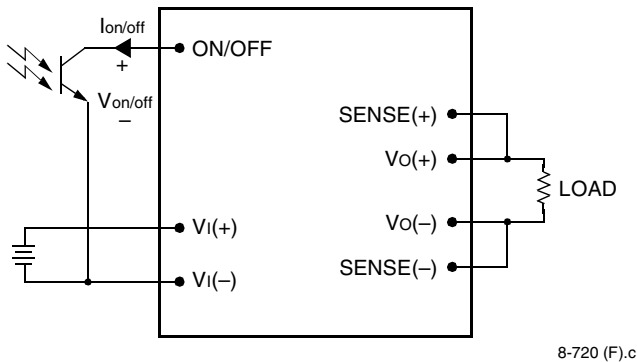 Ion/off
+
ON/OFF
Von/off
–
SENSE(+)
VO(+)
LOAD
VO(–)
SENSE(–)
VI(+)
VI(–)
8-720 (F).c